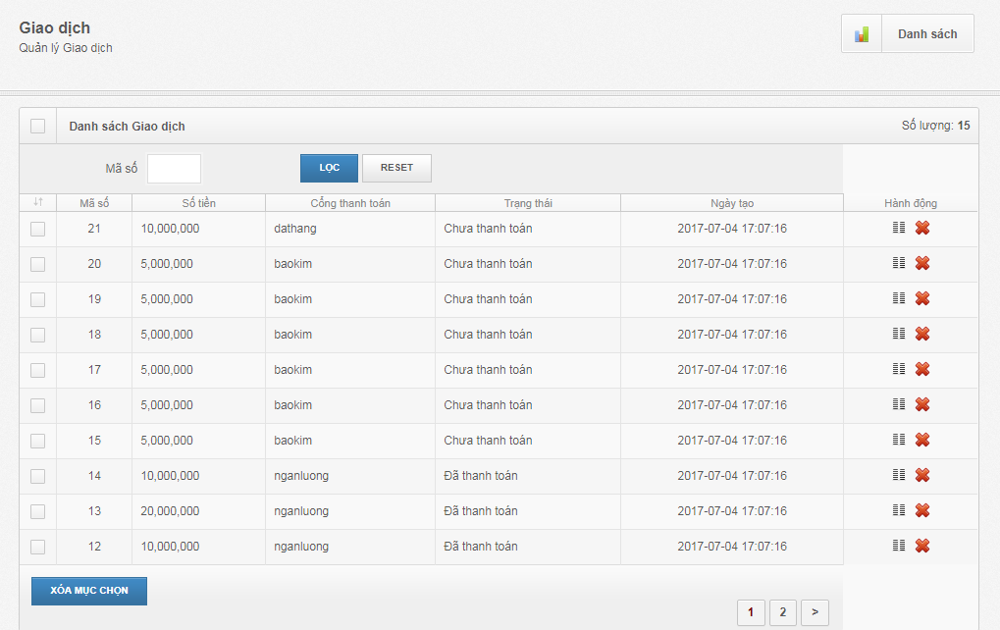 Giao dịch
Quản lý Giao dịch
Danh sách
Danh sách Giao dịch Số lượng: 15
Mã số LỌC RESET
Mã số Số tiền Cổng thanh toán Trạng thái Ngày tạo Hành động
21 10,000,000 dathang Chưa thanh toán 2017-07-04 17:07:16
20 5,000,000 baokim Chưa thanh toán 2017-07-04 17:07:16
19 5,000,000 baokim Chưa thanh toán 2017-07-04 17:07:16
18 5,000,000 baokim Chưa thanh toán 2017-07-04 17:07:16
17 5,000,000 baokim Chưa thanh toán 2017-07-04 17:07:16
16 5,000,000 baokim Chưa thanh toán 2017-07-04 17:07:16
15 5,000,000 baokim Chưa thanh toán 2017-07-04 17:07:16
14 10,000,000 nganluong Đã thanh toán 2017-07-04 17:07:16
13 20,000,000 nganluong Đã thanh toán 2017-07-04 17:07:16
12 10,000,000 nganluong Đã thanh toán 2017-07-04 17:07:16
XÓA MỤC CHỌN
1 2 >